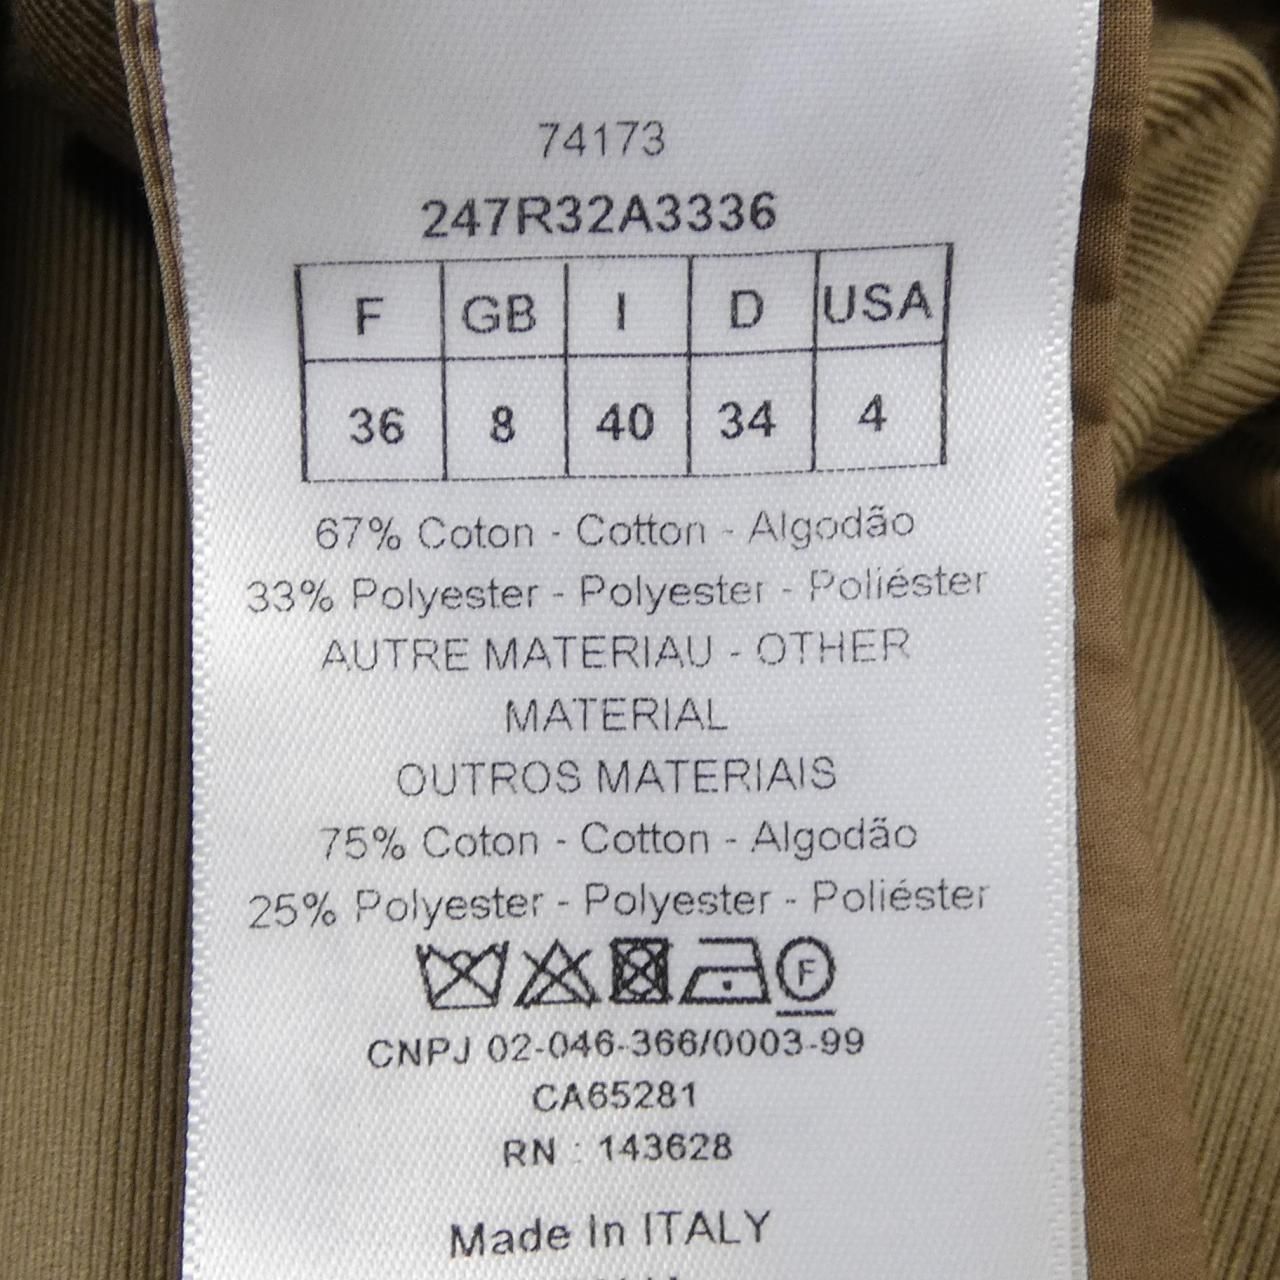 74173
247R32A3336
F GB I D USA
36 8 40 34 4
67% Coton - Cotton - Algodão
33% Polyester - Polyester - Poliéster
AUTRE MATERIAU - OTHER
MATERIAL
OUTROS MATERIAIS
75% Coton - Cotton - Algodão
25% Polyester - Polyester - Poliéster
F
CNPJ 02-046-366/0003-99
CA65281
RN : 143628
Made In ITALY